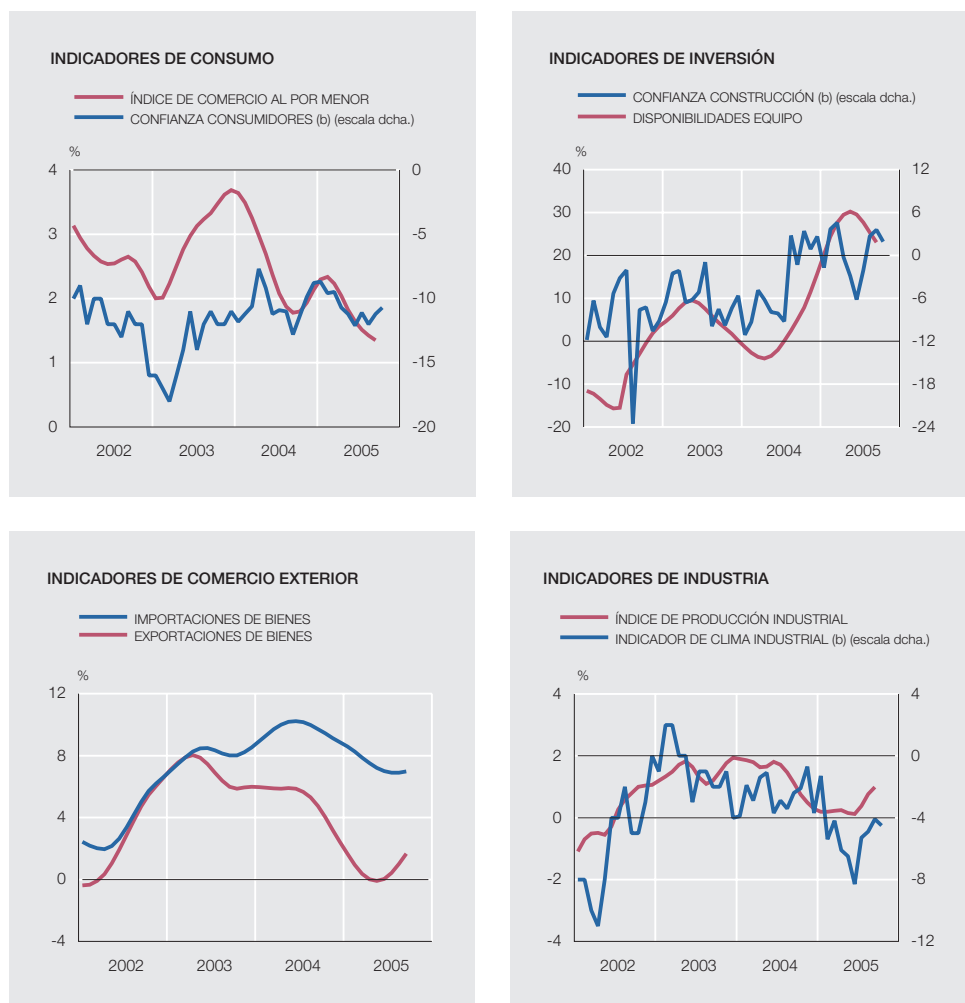 INDICADORES DE CONSUMO
ÍNDICE DE COMERCIO AL POR MENOR
CONFIANZA CONSUMIDORES (b) (escala dcha.)
%
4
3
2
1
0
0
-5
-10
-15
-20
2002 2003 2004 2005
INDICADORES DE INVERSIÓN
CONFIANZA CONSTRUCCIÓN (b) (escala dcha.)
DISPONIBILIDADES EQUIPO
%
40
30
20
10
0
-10
-20
12
6
0
-6
-12
-18
-24
2002 2003 2004 2005
INDICADORES DE COMERCIO EXTERIOR
IMPORTACIONES DE BIENES
EXPORTACIONES DE BIENES
%
12
8
4
0
-4
2002 2003 2004 2005
INDICADORES DE INDUSTRIA
ÍNDICE DE PRODUCCIÓN INDUSTRIAL
INDICADOR DE CLIMA INDUSTRIAL (b) (escala dcha.)
%
4
2
0
-2
-4
4
0
-4
-8
-12
2002 2003 2004 2005